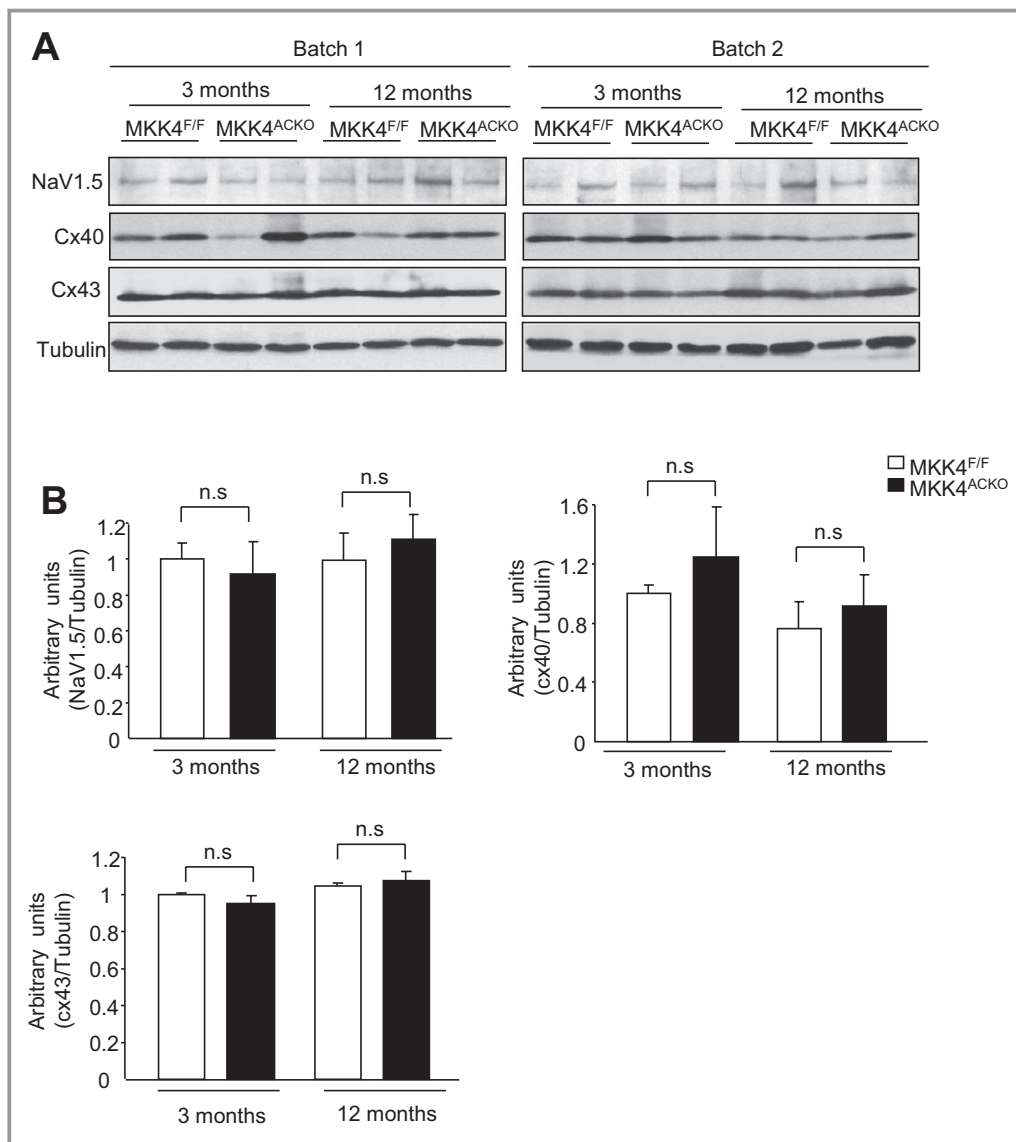 A
Batch 1 Batch 2
3 months 12 months 3 months 12 months
MKK4F/F MKK4ACKO MKK4F/F MKK4ACKO MKK4F/F MKK4ACKO MKK4F/F MKK4ACKO
NaV1.5
Cx40
Cx43
Tubulin
B
MKK4F/F
MKK4ACKO
n.s n.s
Arbitrary units
(NaV1.5/Tubulin)
1.2
1
0.8
0.6
0.4
0.2
0
3 months 12 months
n.s
n.s
Arbitrary units
(cx40/Tubulin)
1.6
1.2
0.8
0.4
0
3 months 12 months
n.s n.s
Arbitrary units
(cx43/Tubulin)
1.2
1
0.8
0.6
0.4
0.2
0
3 months 12 months